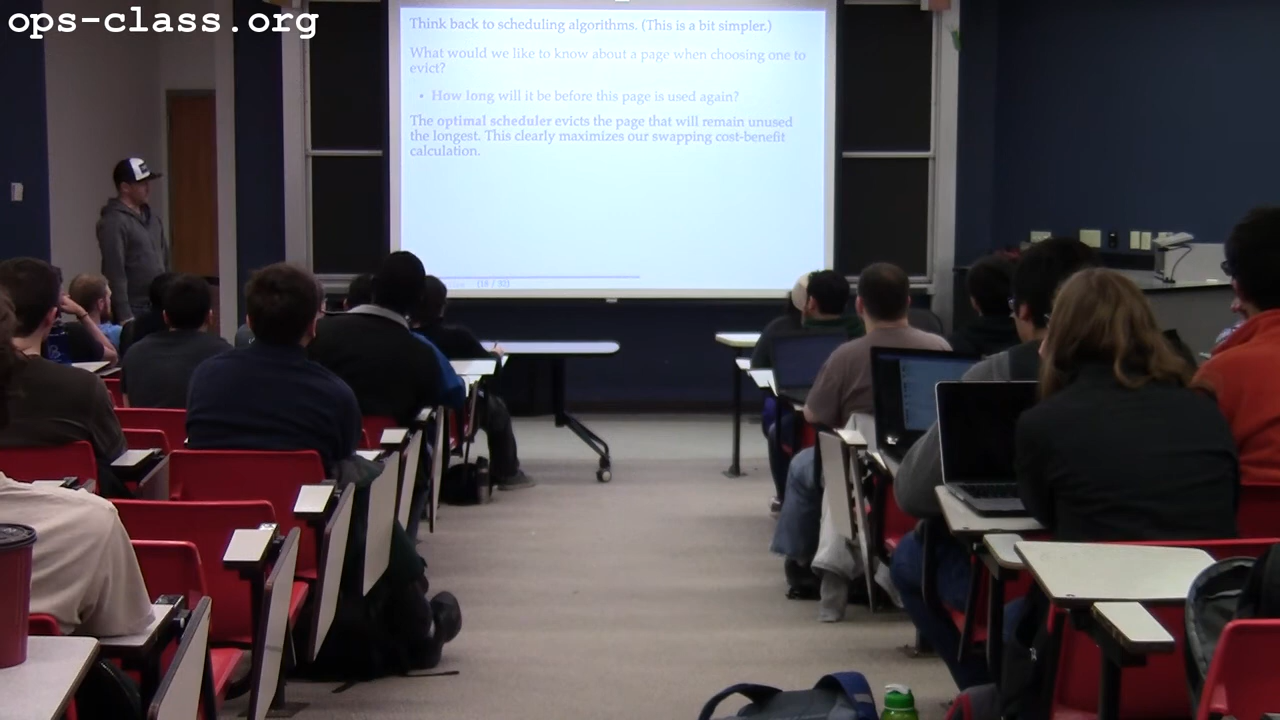 ops-class.org
Think back to scheduling algorithms. (This is a bit simpler.)
What would we like to know about a page when choosing one to
evict?
• How long will it be before this page is used again?
The optimal scheduler evicts the page that will remain unused
the longest. This clearly maximizes our swapping cost-benefit
calculation.